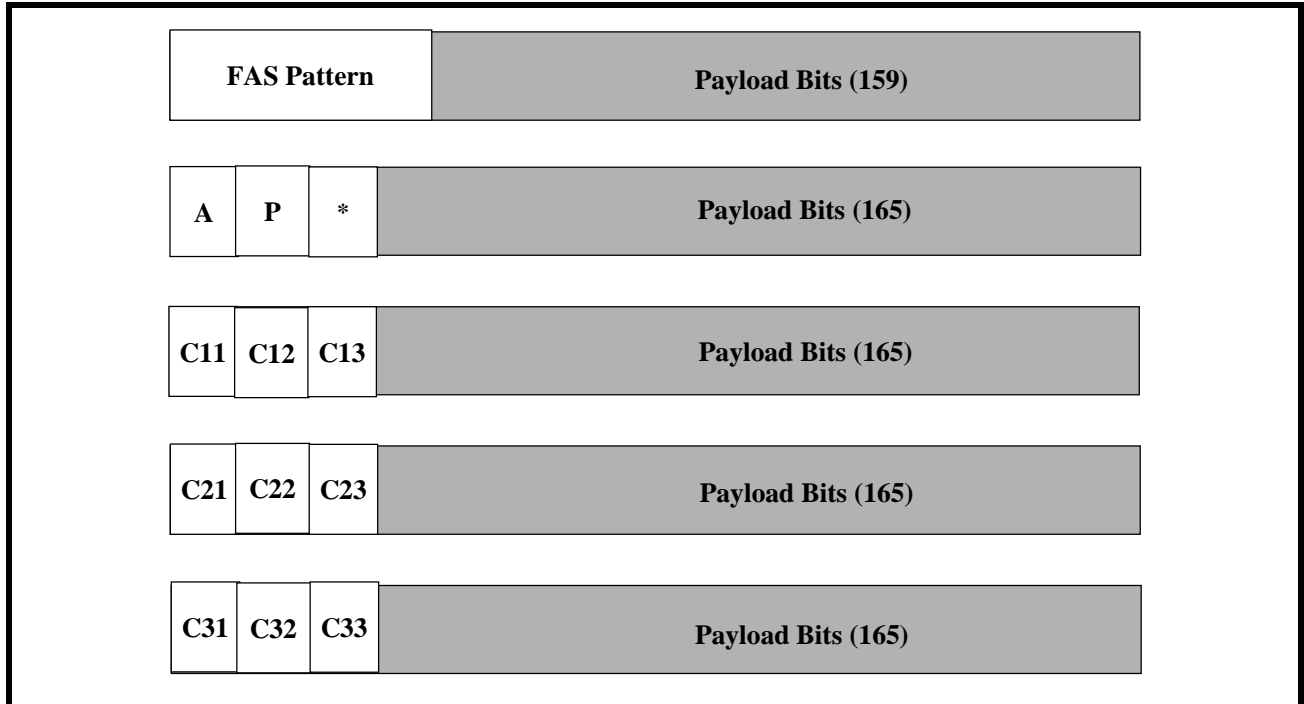 FAS Pattern Payload Bits (159)
A P * Payload Bits (165)
C11 C12 C13 Payload Bits (165)
C21 C22 C23 Payload Bits (165)
C31 C32 C33 Payload Bits (165)